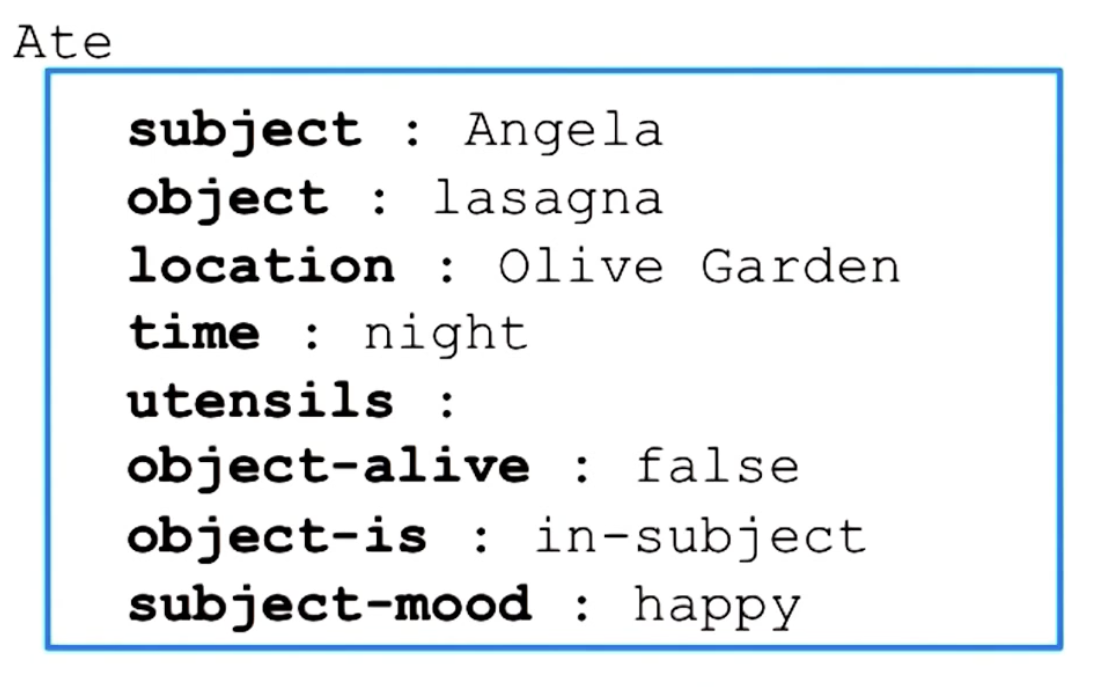 Ate
subject : Angela
object : lasagna
location : Olive Garden
time : night
utensils :
object-alive : false
object-is : in-subject
subject-mood : happy